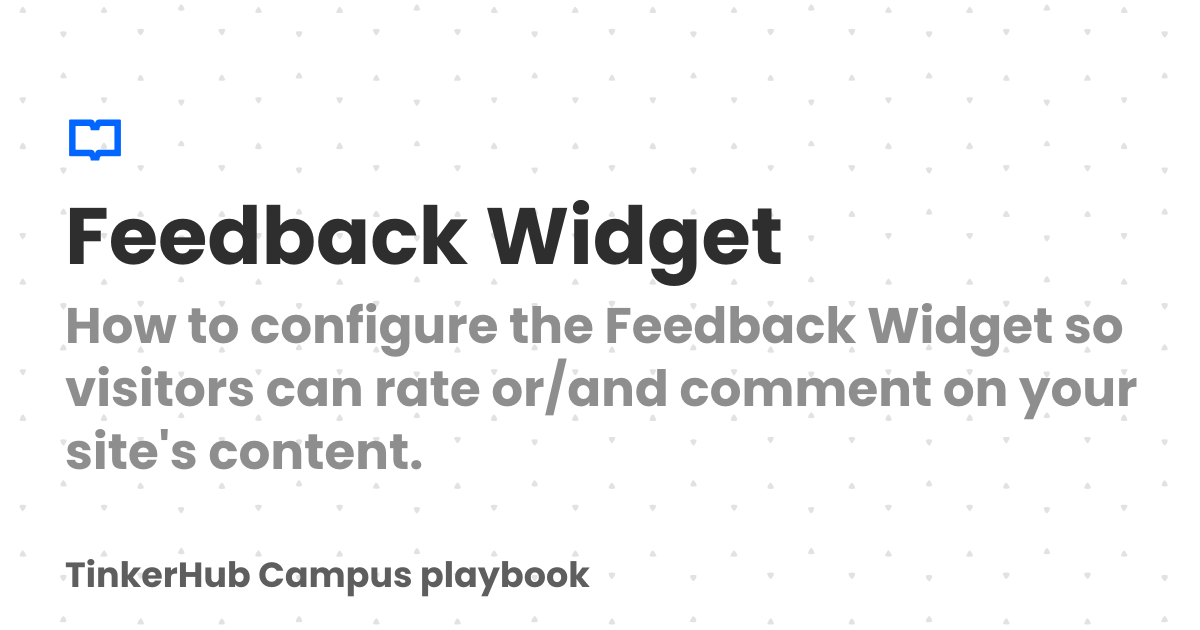 Feedback Widget
How to configure the Feedback Widget so
visitors can rate or/and comment on your
site's content.
TinkerHub Campus playbook